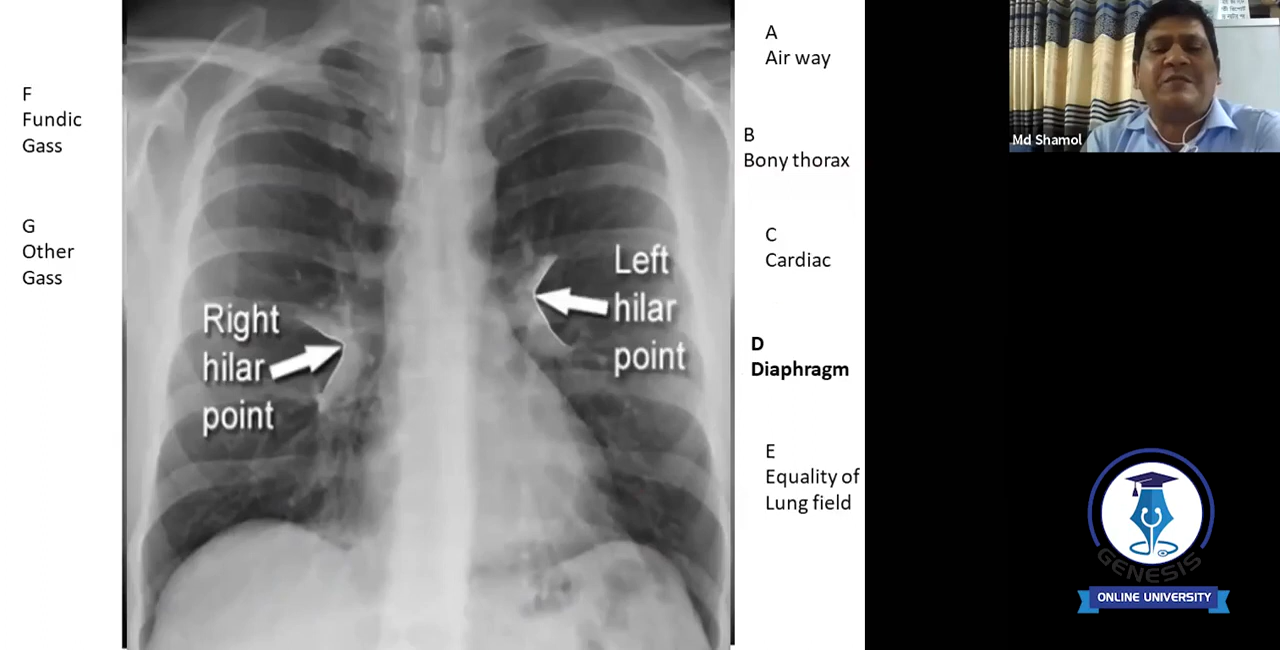 F
Fundic
Gass
G
Other
Gass
Right
hilar
point
Left
hilar
point
A
Air way
B
Bony thorax
C
Cardiac
D
Diaphragm
E
Equality of
Lung field
Md Shamol
GENESIS
ONLINE UNIVERSITY